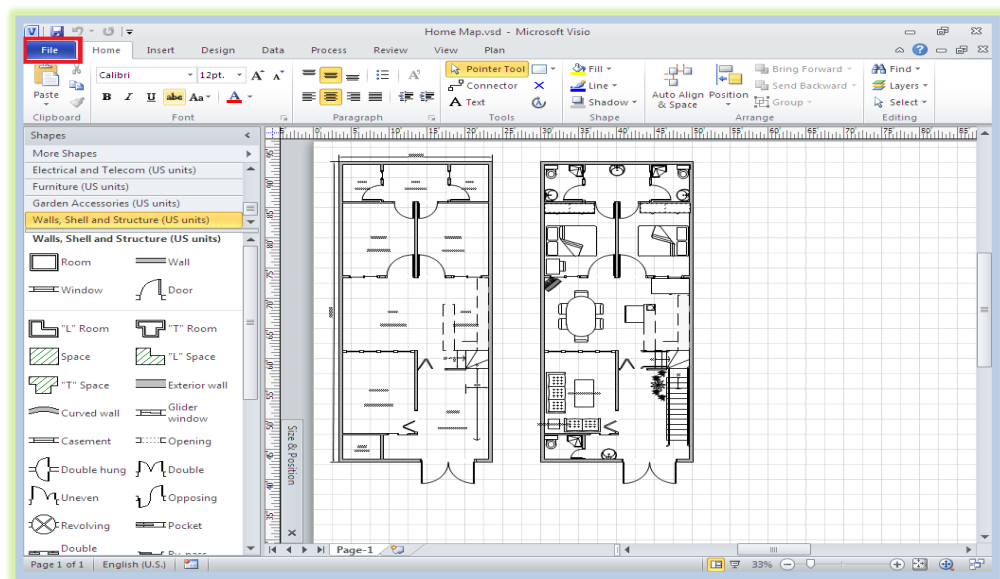 Home Map.vsd - Microsoft Visio
File Home Insert Design Data Process Review View Plan
Calibri 12pt. A A
Pointer Tool
Fill
Bring Forward
Find
Paste
Connector
Line
Auto Align & Space
Position
Send Backward
Layers
B I U abc Aa A
A Text
Shadow
Group
Select
Clipboard Font Paragraph Tools Shape Arrange Editing
Shapes
More Shapes
Electrical and Telecom (US units)
Furniture (US units)
Garden Accessories (US units)
Walls, Shell and Structure (US units)
Walls, Shell and Structure (US units)
Room Wall
Window Door
"L" Room "T" Room
Space "L" Space
"T" Space Exterior wall
Curved wall Glider window
Casement Opening
Double hung Double
Uneven Opposing
Revolving Pocket
Double
Size & Position
Page-1
Page 1 of 1 English (U.S.) 33%